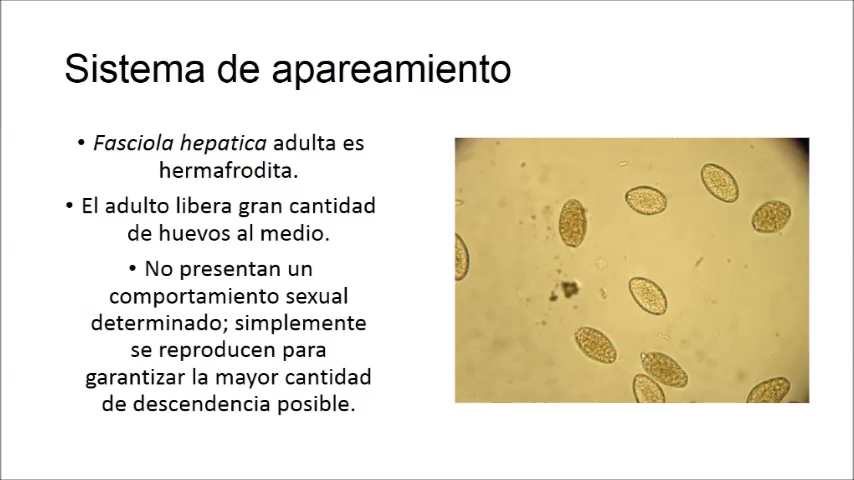 Sistema de apareamiento
• Fasciola hepatica adulta es
hermafrodita.
• El adulto libera gran cantidad
de huevos al medio.
• No presentan un
comportamiento sexual
determinado; simplemente
se reproducen para
garantizar la mayor cantidad
de descendencia posible.